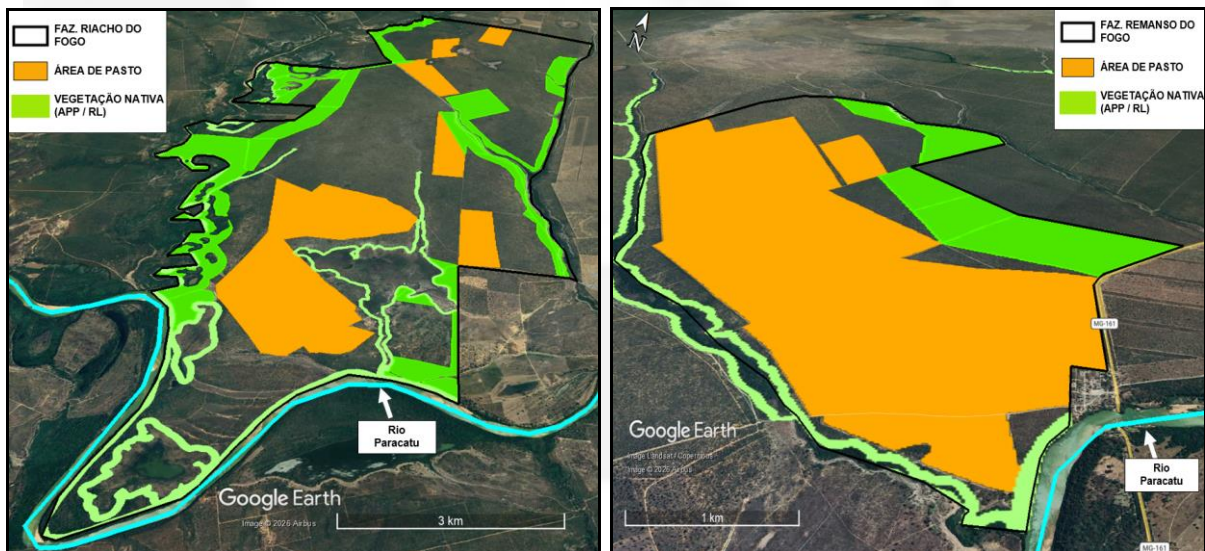 FAZ. RIACHO DO
FOGO
ÁREA DE PASTO
VEGETAÇÃO NATIVA
(APP / RL)
Rio
Paracatu
Google Earth
Image © 2026 Airbus
3 km
N
FAZ. REMANSO DO
FOGO
ÁREA DE PASTO
VEGETAÇÃO NATIVA
(APP / RL)
MG-161
Google Earth
Image Landsat / Copernicus
Image © 2026 Airbus
1 km
Rio
Paracatu
MG-161